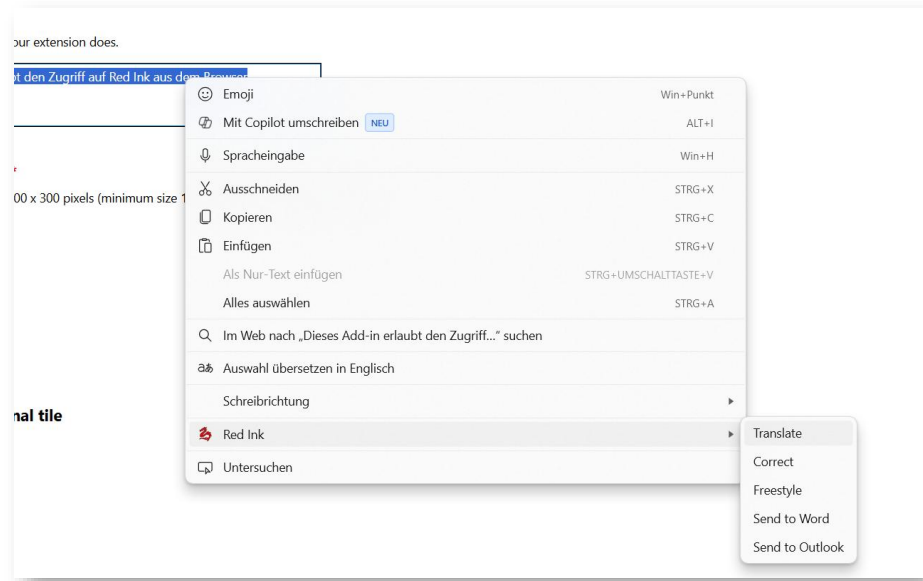 our extension does.
bt den Zugriff auf Red Ink aus dem Browser
Emoji Win+Punkt
Mit Copilot umschreiben NEU ALT+I
*
Spracheingabe Win+H
00 x 300 pixels (minimum size 1
Ausschneiden STRG+X
Kopieren STRG+C
Einfügen STRG+V
Als Nur-Text einfügen STRG+UMSCHALTTASTE+V
Alles auswählen STRG+A
Im Web nach „Dieses Add-in erlaubt den Zugriff...“ suchen
Auswahl übersetzen in Englisch
Schreibrichtung
nal tile
Red Ink
Untersuchen
Translate
Correct
Freestyle
Send to Word
Send to Outlook